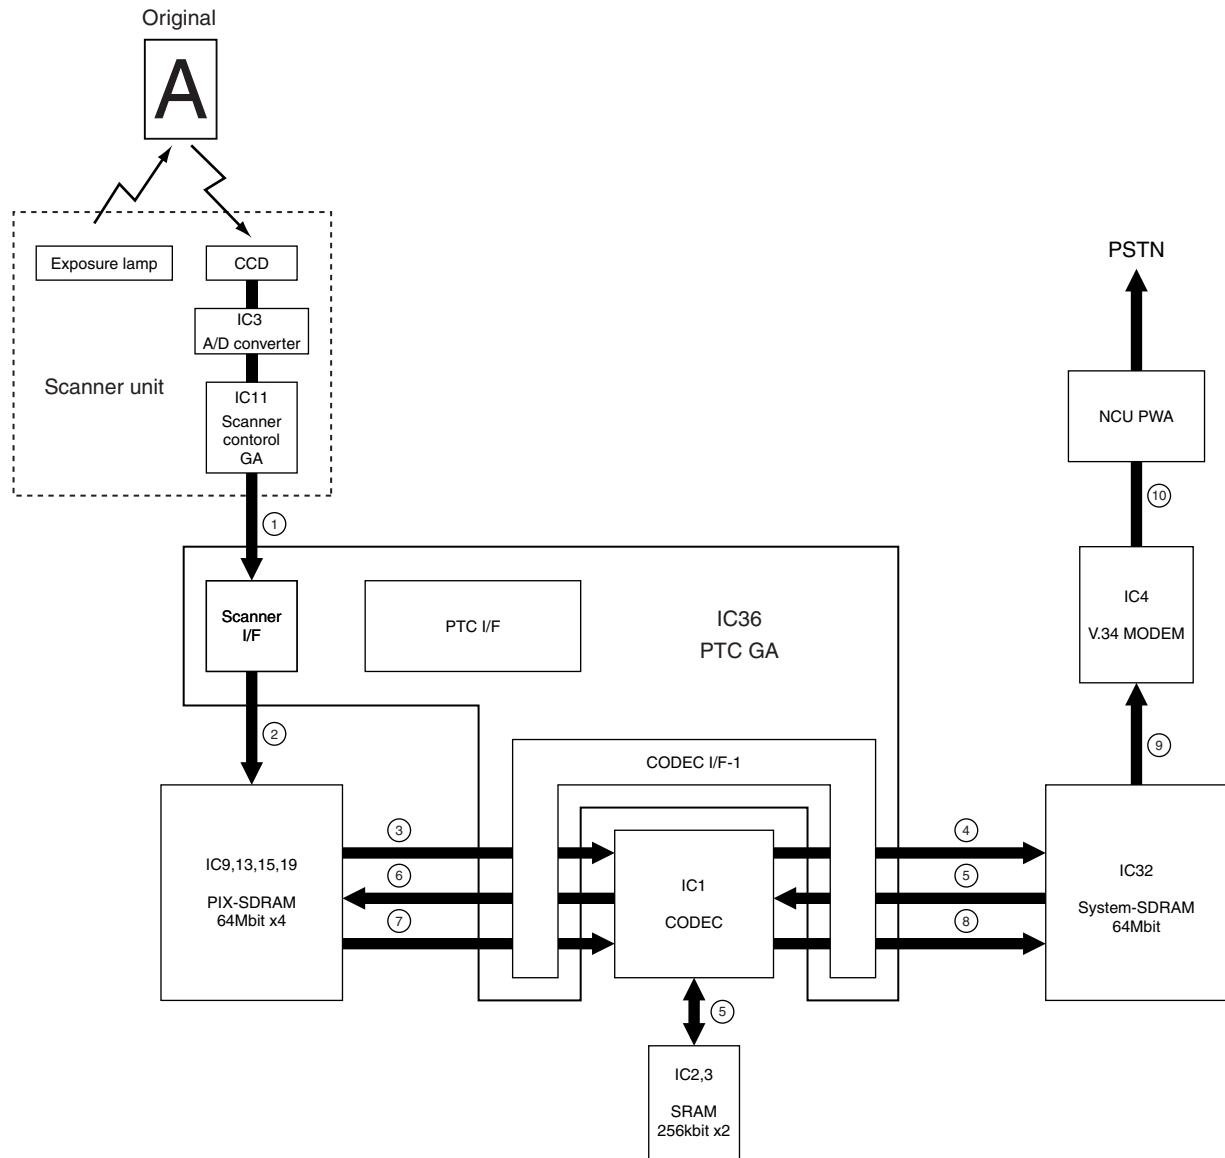 Original
A
Exposure lamp
CCD
IC3
A/D converter
Scanner unit
IC11
Scanner
contorol
GA
1
PSTN
NCU PWA
10
IC4
V.34 MODEM
9
Scanner
I/F
PTC I/F
IC36
PTC GA
2
CODEC I/F-1
IC9,13,15,19
PIX-SDRAM
64Mbit x4
3
6
7
IC1
CODEC
4
5
8
IC32
System-SDRAM
64Mbit
5
IC2,3
SRAM
256kbit x2